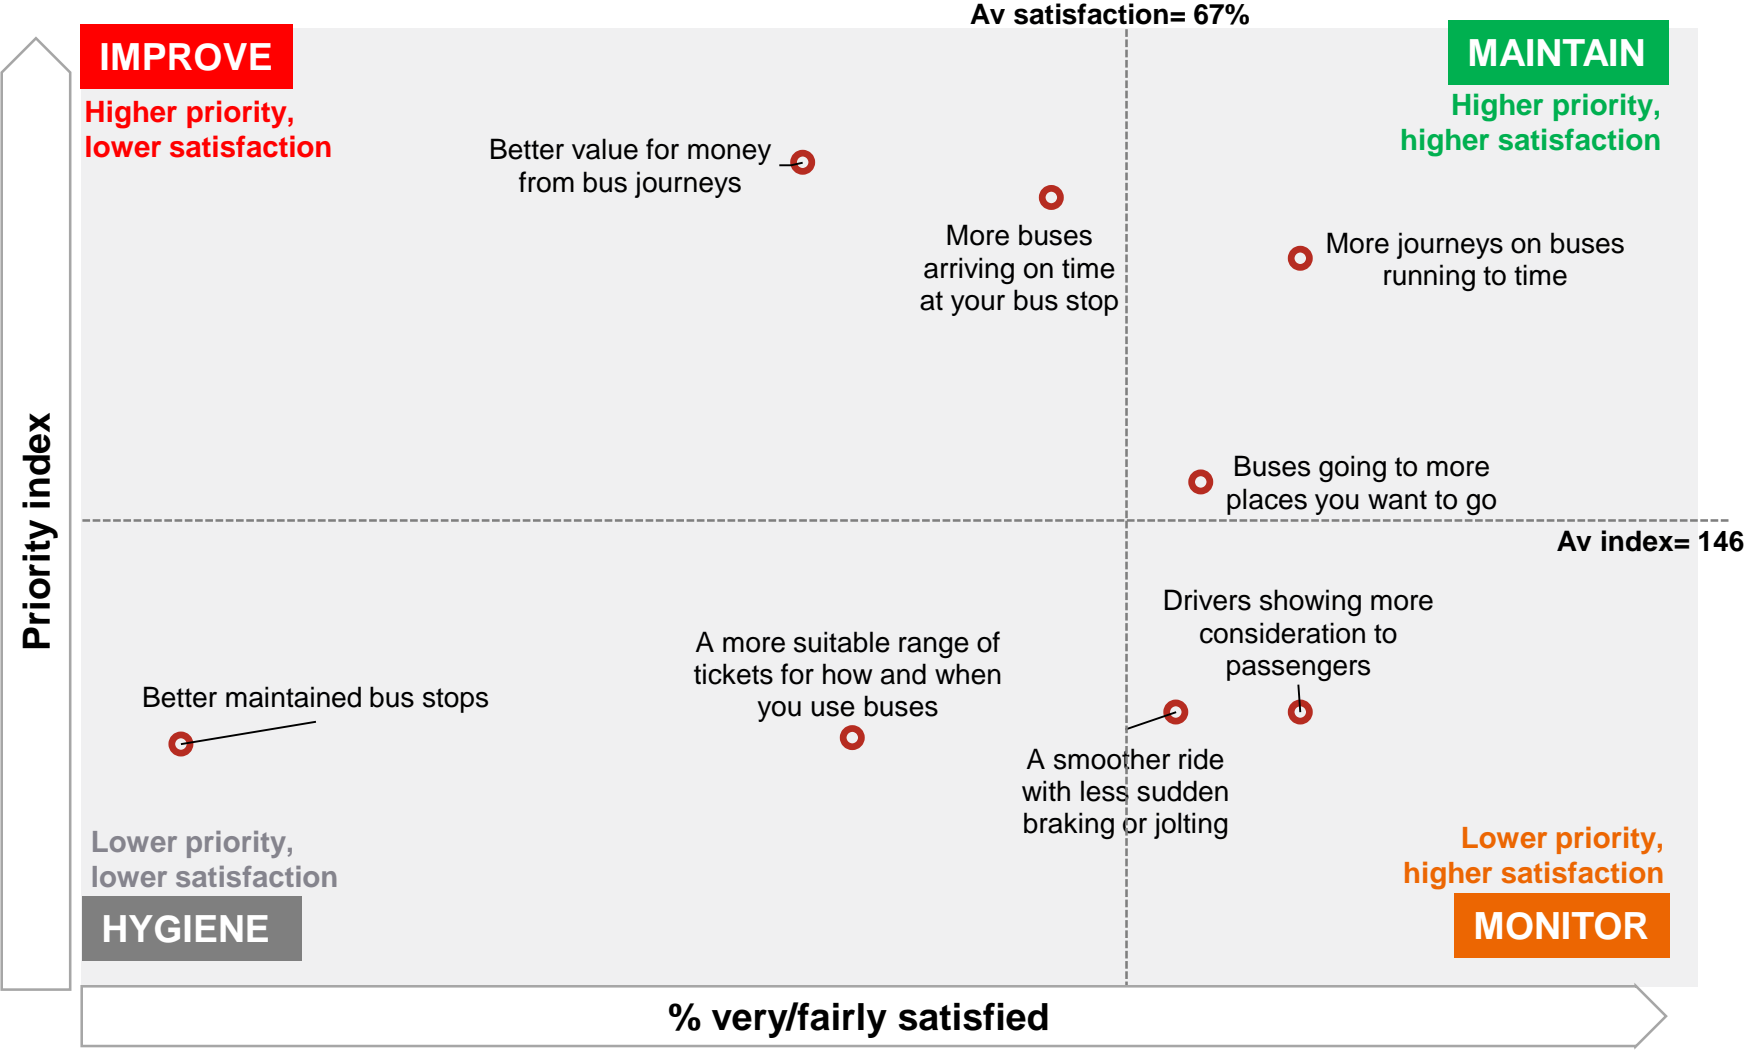 Av satisfaction= 67%
IMPROVE
Higher priority,
lower satisfaction
MAINTAIN
Higher priority,
higher satisfaction
Better value for money
from bus journeys
More buses
arriving on time
at your bus stop
More journeys on buses
running to time
Buses going to more
places you want to go
Av index= 146
Priority index
Drivers showing more
consideration to
passengers
A more suitable range of
tickets for how and when
you use buses
Better maintained bus stops
A smoother ride
with less sudden
braking or jolting
Lower priority,
lower satisfaction
HYGIENE
Lower priority,
higher satisfaction
MONITOR
% very/fairly satisfied